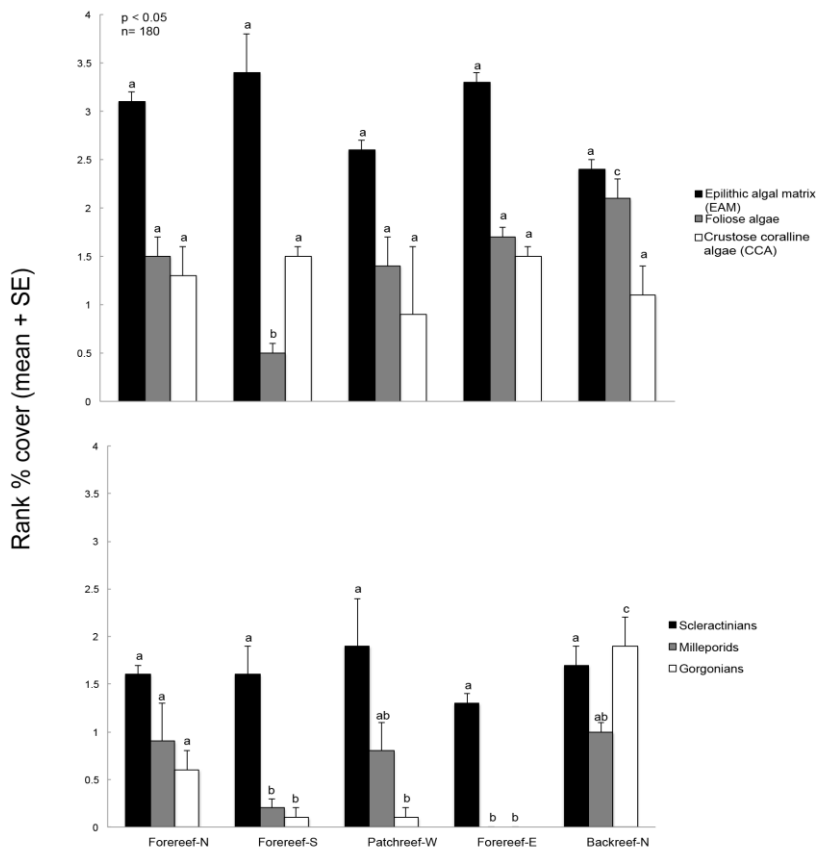 p < 0.05
n= 180
Rank % cover (mean + SE)
4
3.5
3
2.5
2
1.5
1
0.5
0
a
a
a
a
b
a
a
a
a
a
a
a
a
c
a
Epilithic algal matrix
(EAM)
Foliose algae
Crustose coralline
algae (CCA)
4
3.5
3
2.5
2
1.5
1
0.5
0
a
a
a
a
b
b
a
ab
b
a
b
b
a
ab
c
Scleractinians
Milleporids
Gorgonians
Forereef-N
Forereef-S
Patchreef-W
Forereef-E
Backreef-N